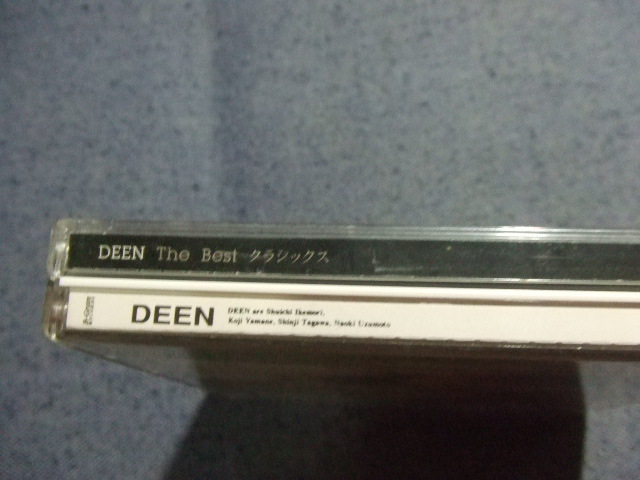 DEEN The Best クラシックス
DEEN
DEEN are Shuichi Ikemori,
Koji Yamane, Shinji Tagawa, Naoki Uzumoto